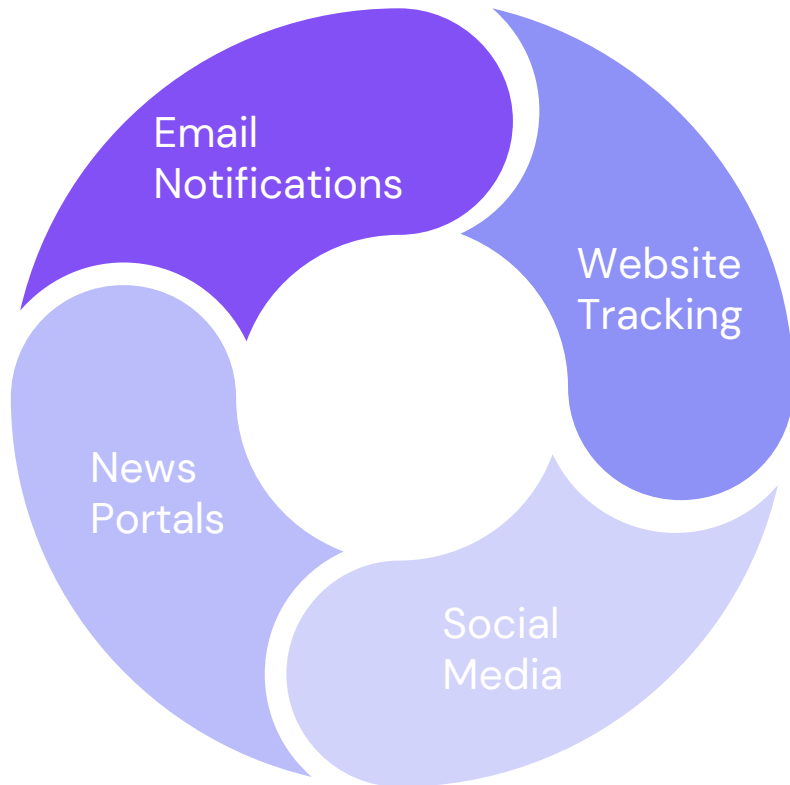 Email
Notifications
Website
Tracking
News
Portals
Social
Media